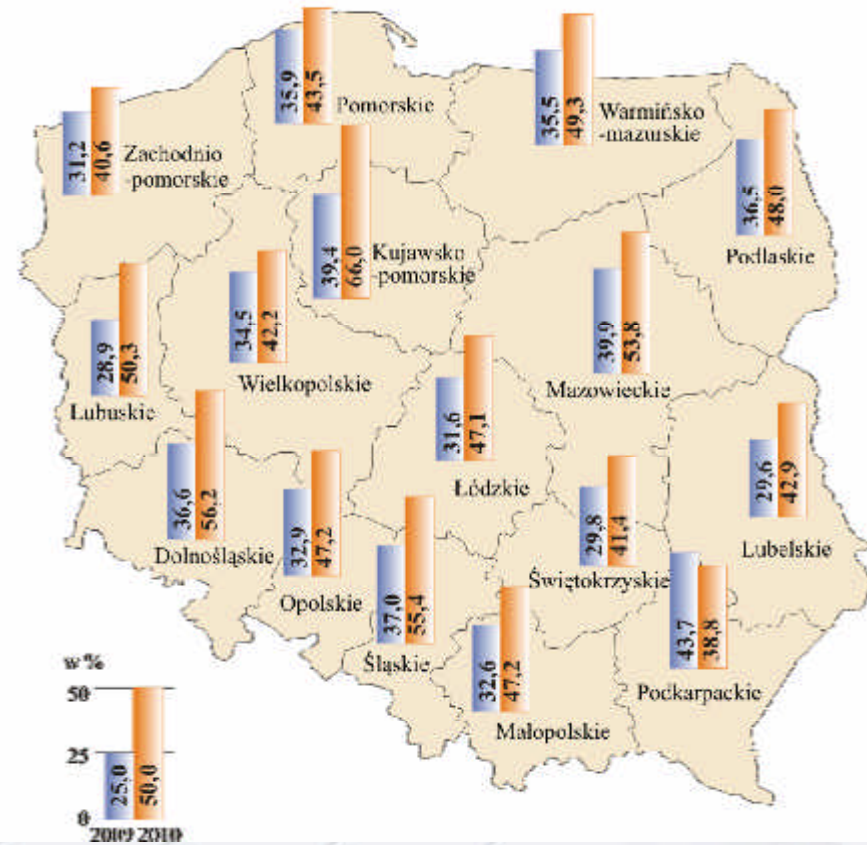 35,9
43,5
Pomorskie
35,5
49,3
Warmińsko
-mazurskie
31,2
40,6
Zachodnio
-pomorskie
36,5
48,0
Podlaskie
39,4
66,0
Kujawsko
-pomorskie
34,5
42,2
Wielkopolskie
39,9
53,8
Mazowieckie
28,9
50,3
Lubuskie
31,6
47,1
Łódzkie
29,6
42,9
Lubelskie
36,6
56,2
Dolnośląskie
32,9
47,2
Opolskie
29,8
41,4
Świętokrzyskie
37,0
55,4
Śląskie
43,7
38,8
Podkarpackie
32,6
47,2
Małopolskie
w %
50
25
0
25,0
50,0
2009 2010